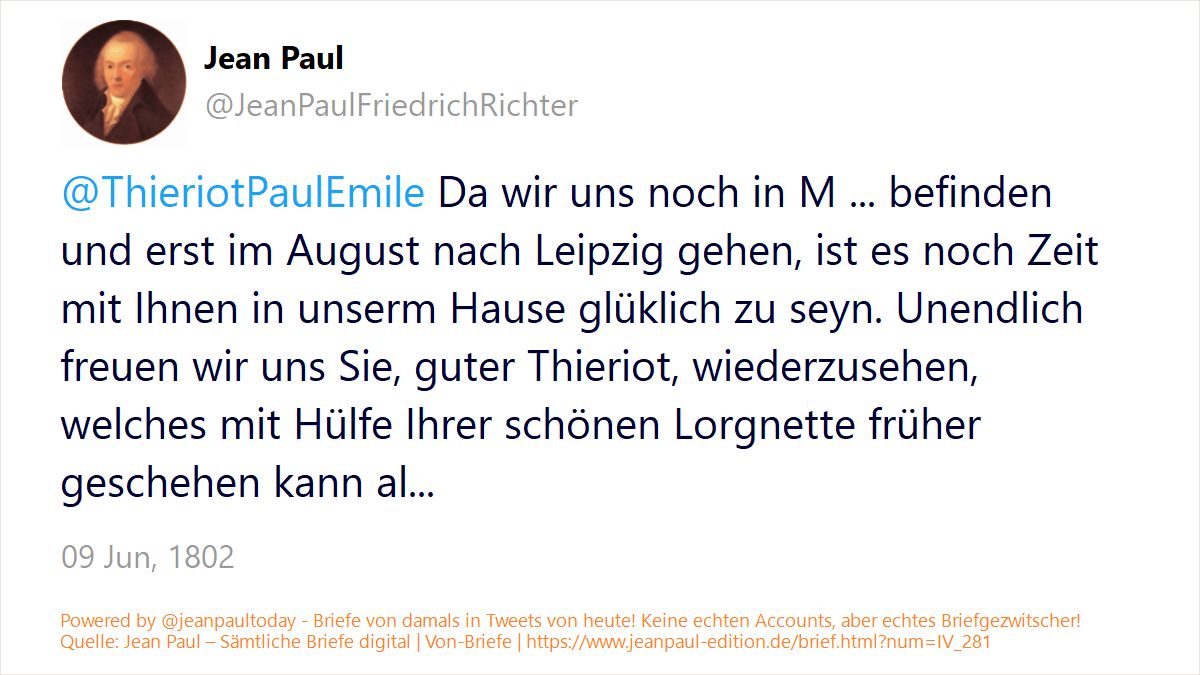 Jean Paul
@JeanPaulFriedrichRichter
@ThieriotPaulEmile Da wir uns noch in M ... befinden
und erst im August nach Leipzig gehen, ist es noch Zeit
mit Ihnen in unserm Hause glüklich zu seyn. Unendlich
freuen wir uns Sie, guter Thieriot, wiederzusehen,
welches mit Hülfe Ihrer schönen Lorgnette früher
geschehen kann al...
09 Jun, 1802
Powered by @jeanpaultoday - Briefe von damals in Tweets von heute! Keine echten Accounts, aber echtes Briefgezwitscher!
Quelle: Jean Paul – Sämtliche Briefe digital | Von-Briefe | https://www.jeanpaul-edition.de/brief.html?num=IV_281